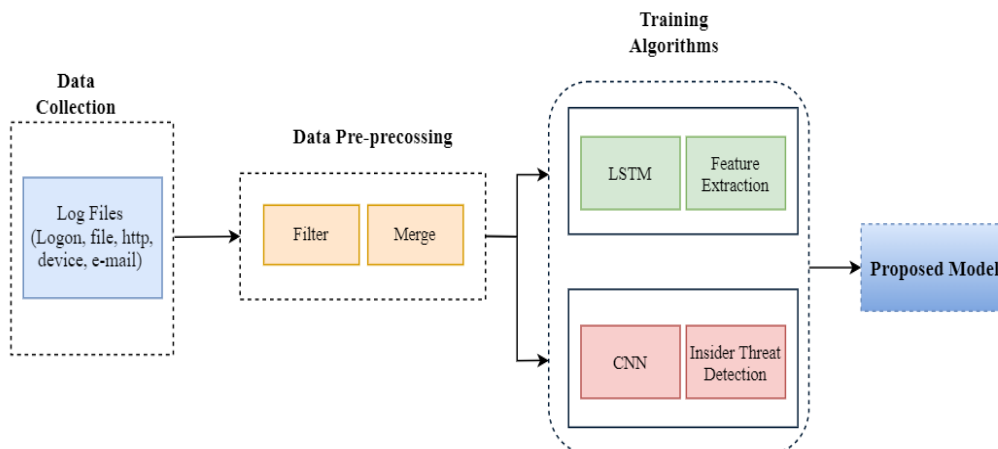 Data
Collection
Log Files
(Logon, file, http,
device, e-mail)
Data Pre-precossing
Filter
Merge
Training
Algorithms
LSTM
Feature
Extraction
CNN
Insider Threat
Detection
Proposed Model